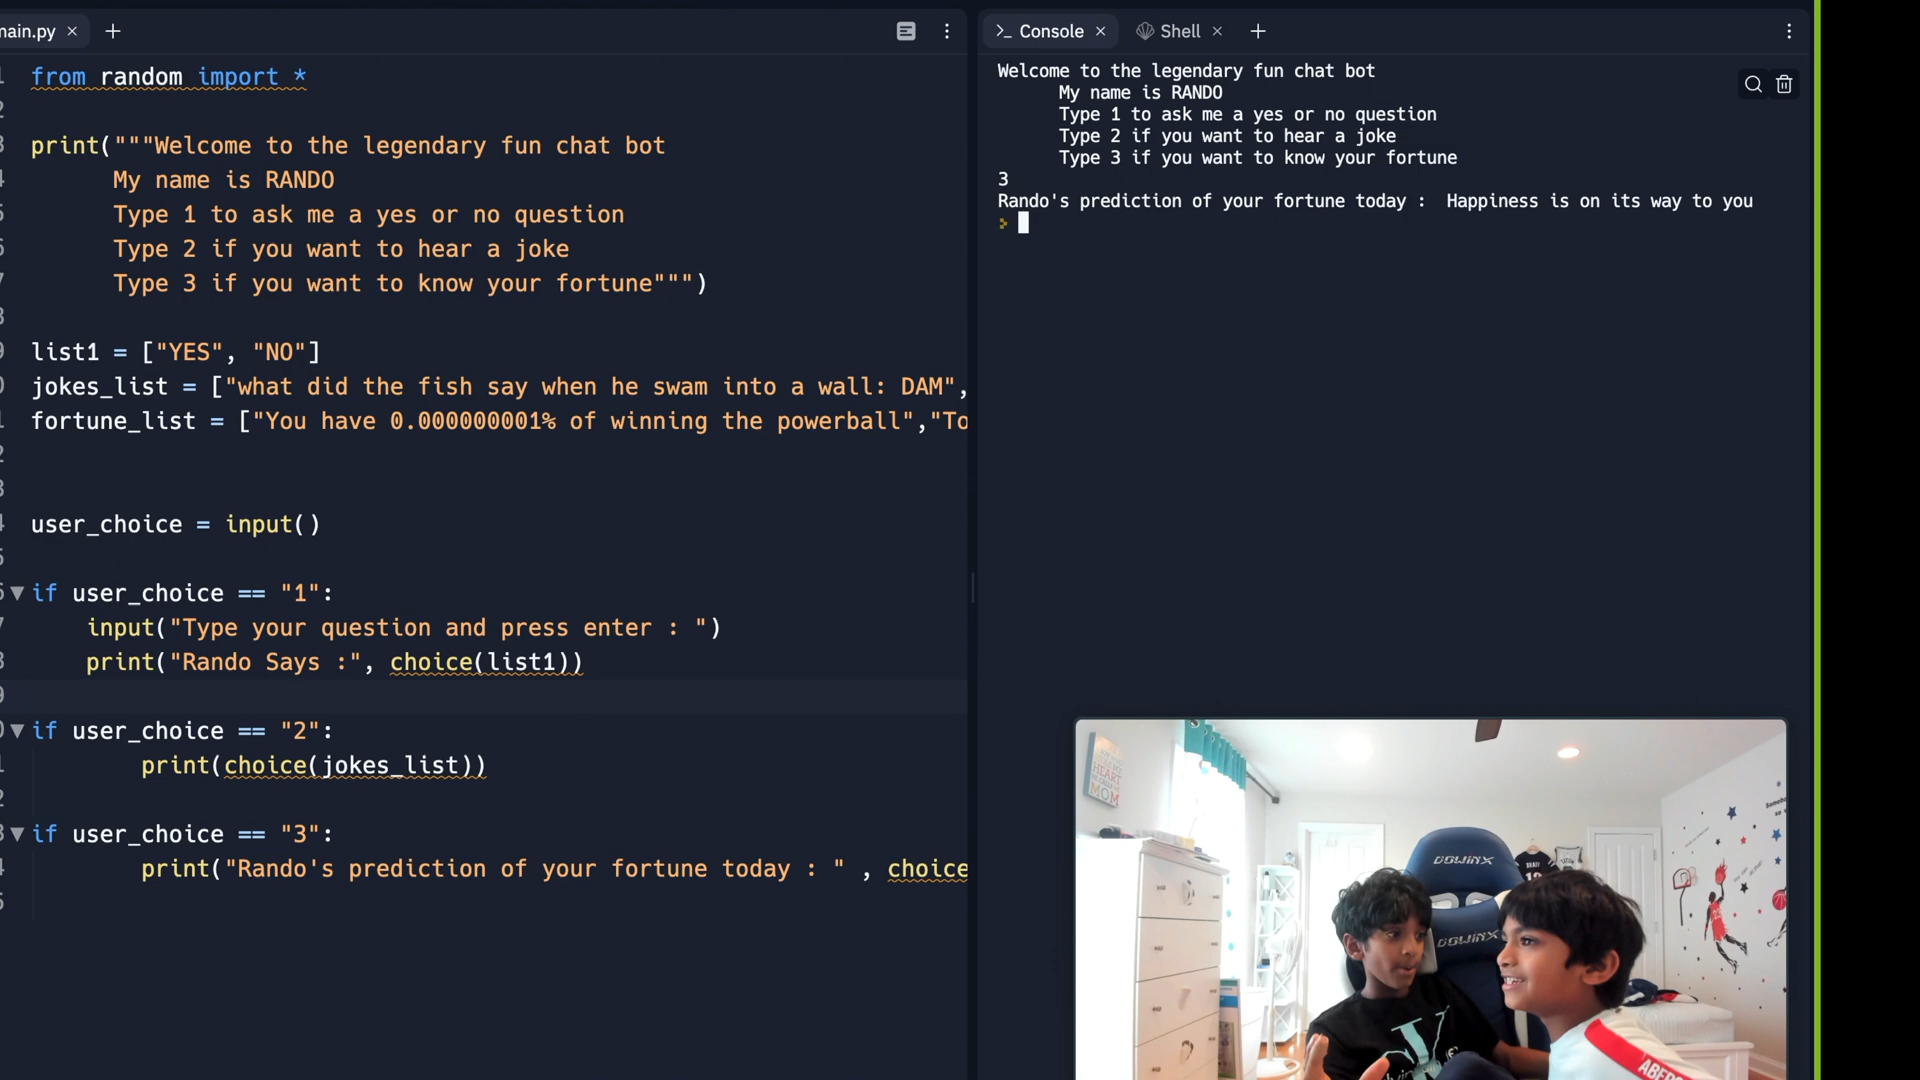 main.py
from random import *
print("""Welcome to the legendary fun chat bot
My name is RANDO
Type 1 to ask me a yes or no question
Type 2 if you want to hear a joke
Type 3 if you want to know your fortune""")
list1 = ["YES", "NO"]
jokes_list = ["what did the fish say when he swam into a wall: DAM",
fortune_list = ["You have 0.000000001% of winning the powerball","To
user_choice = input()
if user_choice == "1":
input("Type your question and press enter : ")
print("Rando Says :", choice(list1))
if user_choice == "2":
print(choice(jokes_list))
if user_choice == "3":
print("Rando's prediction of your fortune today : " , choice
Console
Shell
Welcome to the legendary fun chat bot
My name is RANDO
Type 1 to ask me a yes or no question
Type 2 if you want to hear a joke
Type 3 if you want to know your fortune
3
Rando's prediction of your fortune today :  Happiness is on its way to you
HEART
MOM
DOWINX
DOWINX